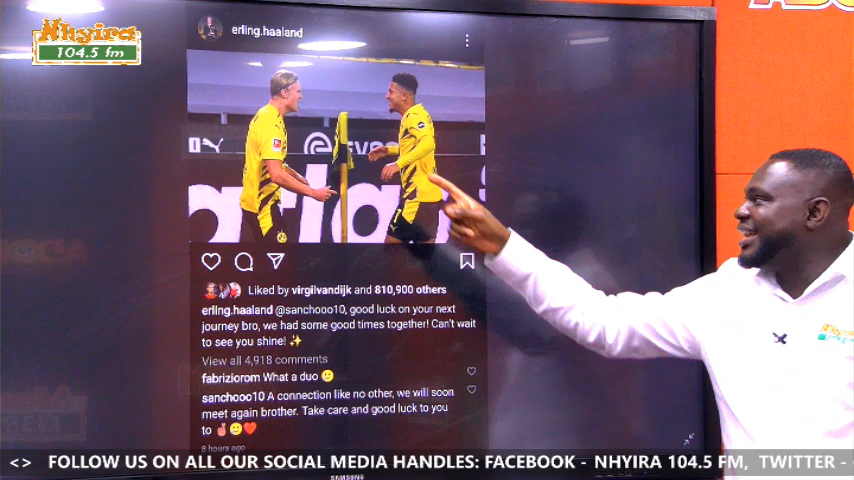 Nhyira
104.5 fm
erling.haaland
Liked by virgilvandijk and 810,900 others
erling.haaland @sanchooo10, good luck on your next
journey bro, we had some good times together! Can't wait
to see you shine! ✨
View all 4,918 comments
fabriziorom What a duo 🥲
sanchooo10 A connection like no other, we will soon
meet again brother. Take care and good luck to you
to 🤞🏽🙂❤️
8 hours ago
SAMSUNG
<> FOLLOW US ON ALL OUR SOCIAL MEDIA HANDLES: FACEBOOK - NHYIRA 104.5 FM, TWITTER -